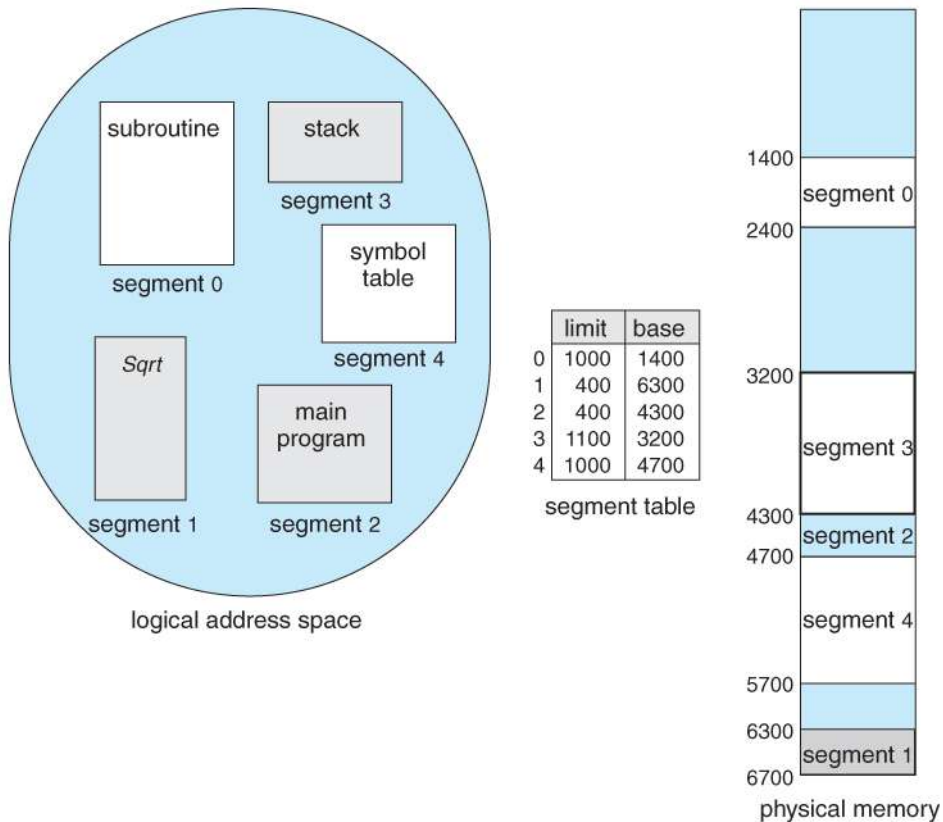 subroutine
segment 0
stack
segment 3
symbol
table
segment 4
Sqrt
segment 1
main
program
segment 2
logical address space
limit base
0 1000 1400
1 400 6300
2 400 4300
3 1100 3200
4 1000 4700
segment table
1400
segment 0
2400
3200
segment 3
4300
segment 2
4700
segment 4
5700
6300
segment 1
6700
physical memory